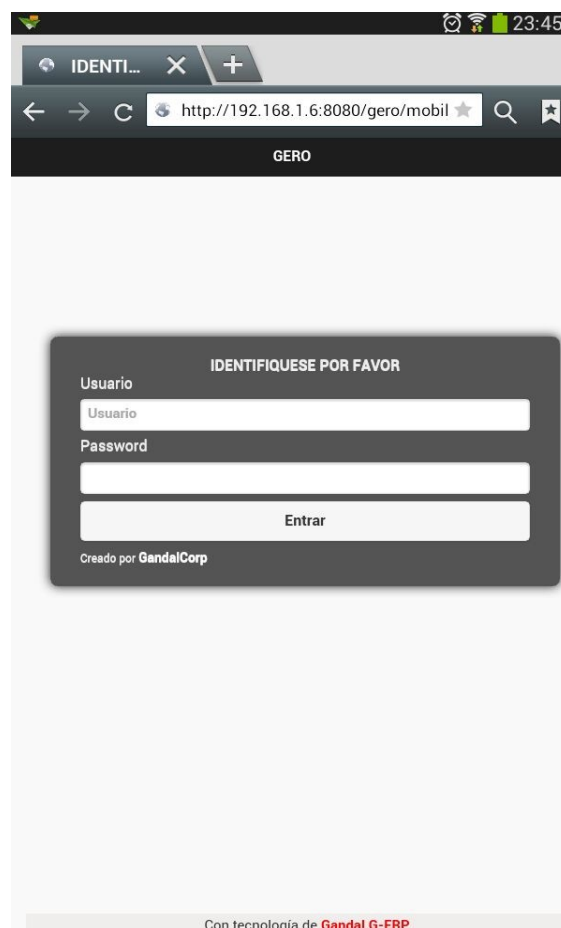 23:45
IDENTI...
http://192.168.1.6:8080/gero/mobil
GERO
IDENTIFIQUESE POR FAVOR
Usuario
Usuario
Password
Entrar
Creado por GandalCorp
Con tecnología de Gandal G-ERP